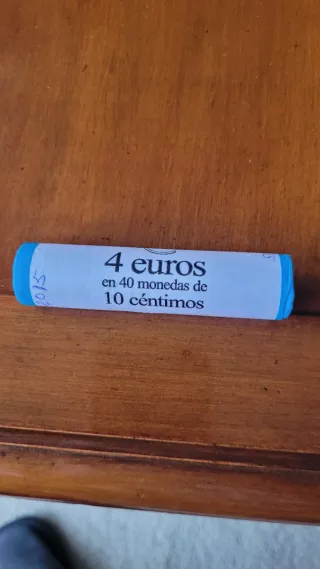 4 euros
en 40 monedas de
10 céntimos
2015